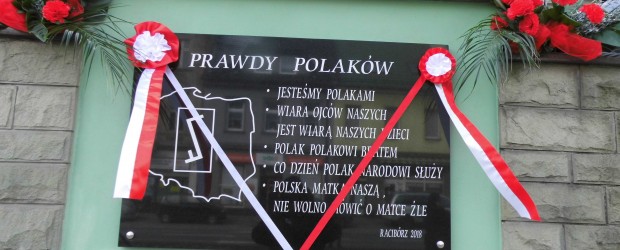 PRAWDY POLAKÓW
• JESTEŚMY POLAKAMI
• WIARA OJCÓW NASZYCH
JEST WIARĄ NASZYCH DZIECI
• POLAK POLAKOWI BRATEM
• CO DZIEŃ POLAK NARODOWI SŁUŻY
• POLSKA MATKĄ NASZĄ,
NIE WOLNO MÓWIĆ O MATCE ŹLE
RACIBÓRZ 2018